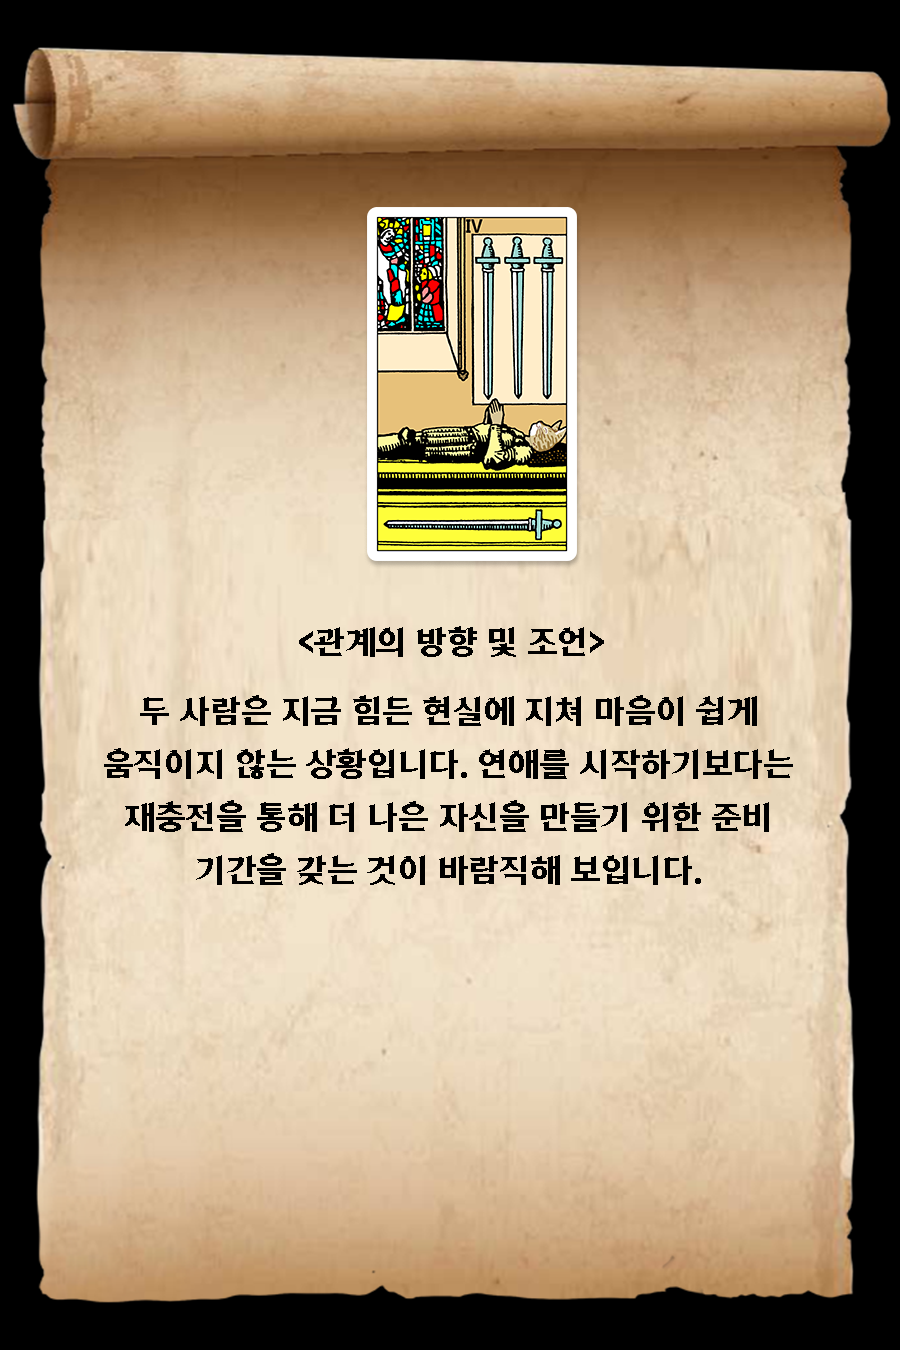 IV
<관계의 방향 및 조언>
두 사람은 지금 힘든 현실에 지쳐 마음이 쉽게
움직이지 않는 상황입니다. 연애를 시작하기보다는
재충전을 통해 더 나은 자신을 만들기 위한 준비
기간을 갖는 것이 바람직해 보입니다.